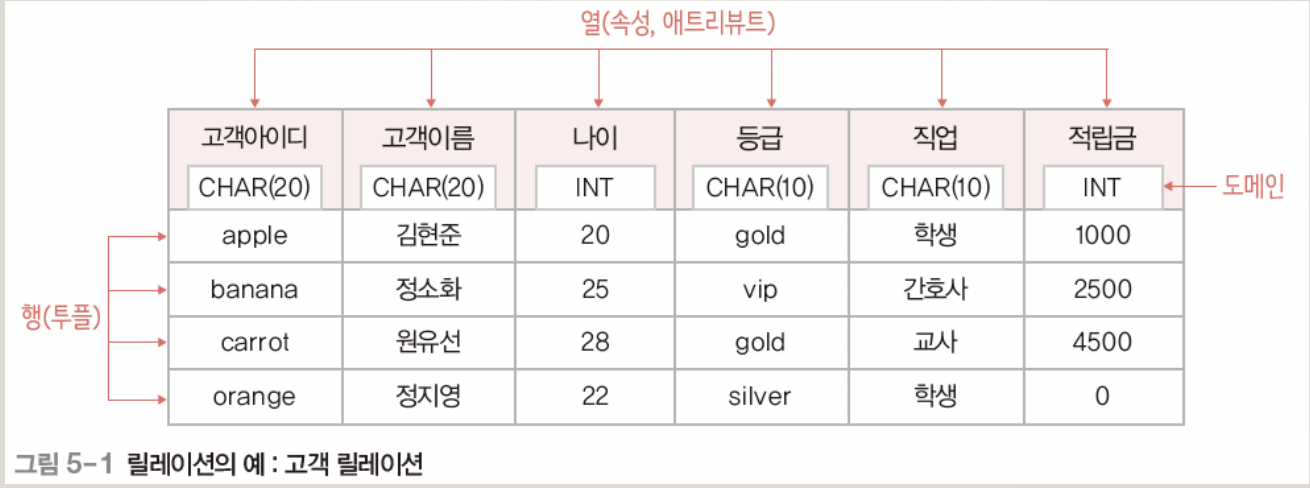 열(속성, 애트리뷰트)
고객아이디 고객이름 나이 등급 직업 적립금
CHAR(20) CHAR(20) INT CHAR(10) CHAR(10) INT 도메인
apple 김현준 20 gold 학생 1000
banana 정소화 25 vip 간호사 2500
행(투플)
carrot 원유선 28 gold 교사 4500
orange 정지영 22 silver 학생 0
그림 5-1 릴레이션의 예 : 고객 릴레이션